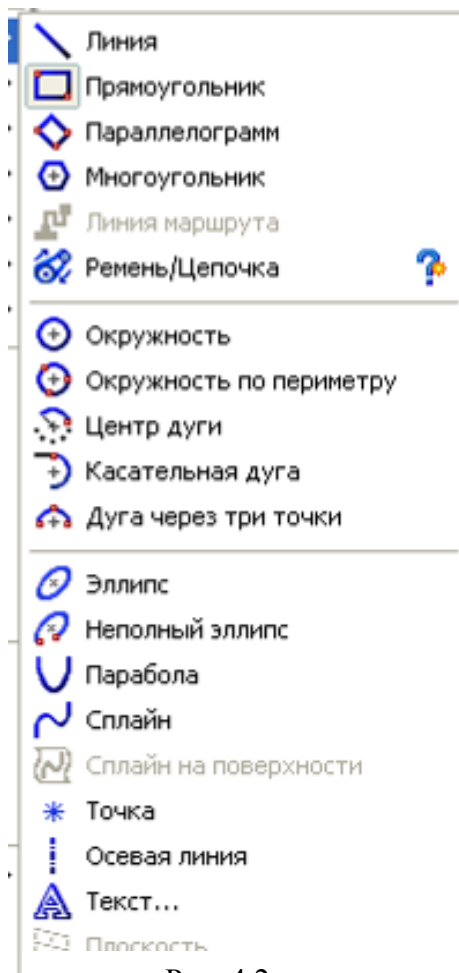 Линия
Прямоугольник
Параллелограмм
Многоугольник
Линия маршрута
Ремень/Цепочка
Окружность
Окружность по периметру
Центр дуги
Касательная дуга
Дуга через три точки
Эллипс
Неполный эллипс
Парабола
Сплайн
Сплайн на поверхности
Точка
Осевая линия
Текст...
Плоскость